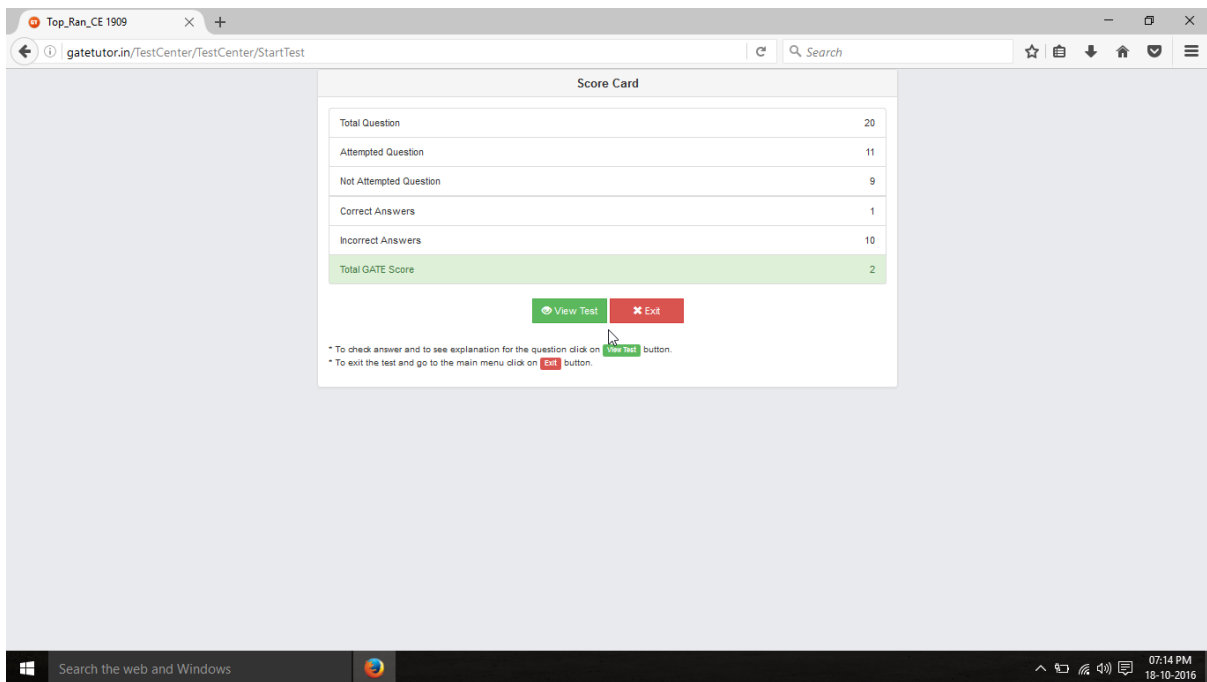 Top_Ran_CE 1909
gatetutor.in/TestCenter/TestCenter/StartTest
Search
Score Card
Total Question 20
Attempted Question 11
Not Attempted Question 9
Correct Answers 1
Incorrect Answers 10
Total GATE Score 2
View Test Exit
* To check answer and to see explanation for the question click on View Test button.
* To exit the test and go to the main menu click on Exit button.
Search the web and Windows
07:14 PM
18-10-2016